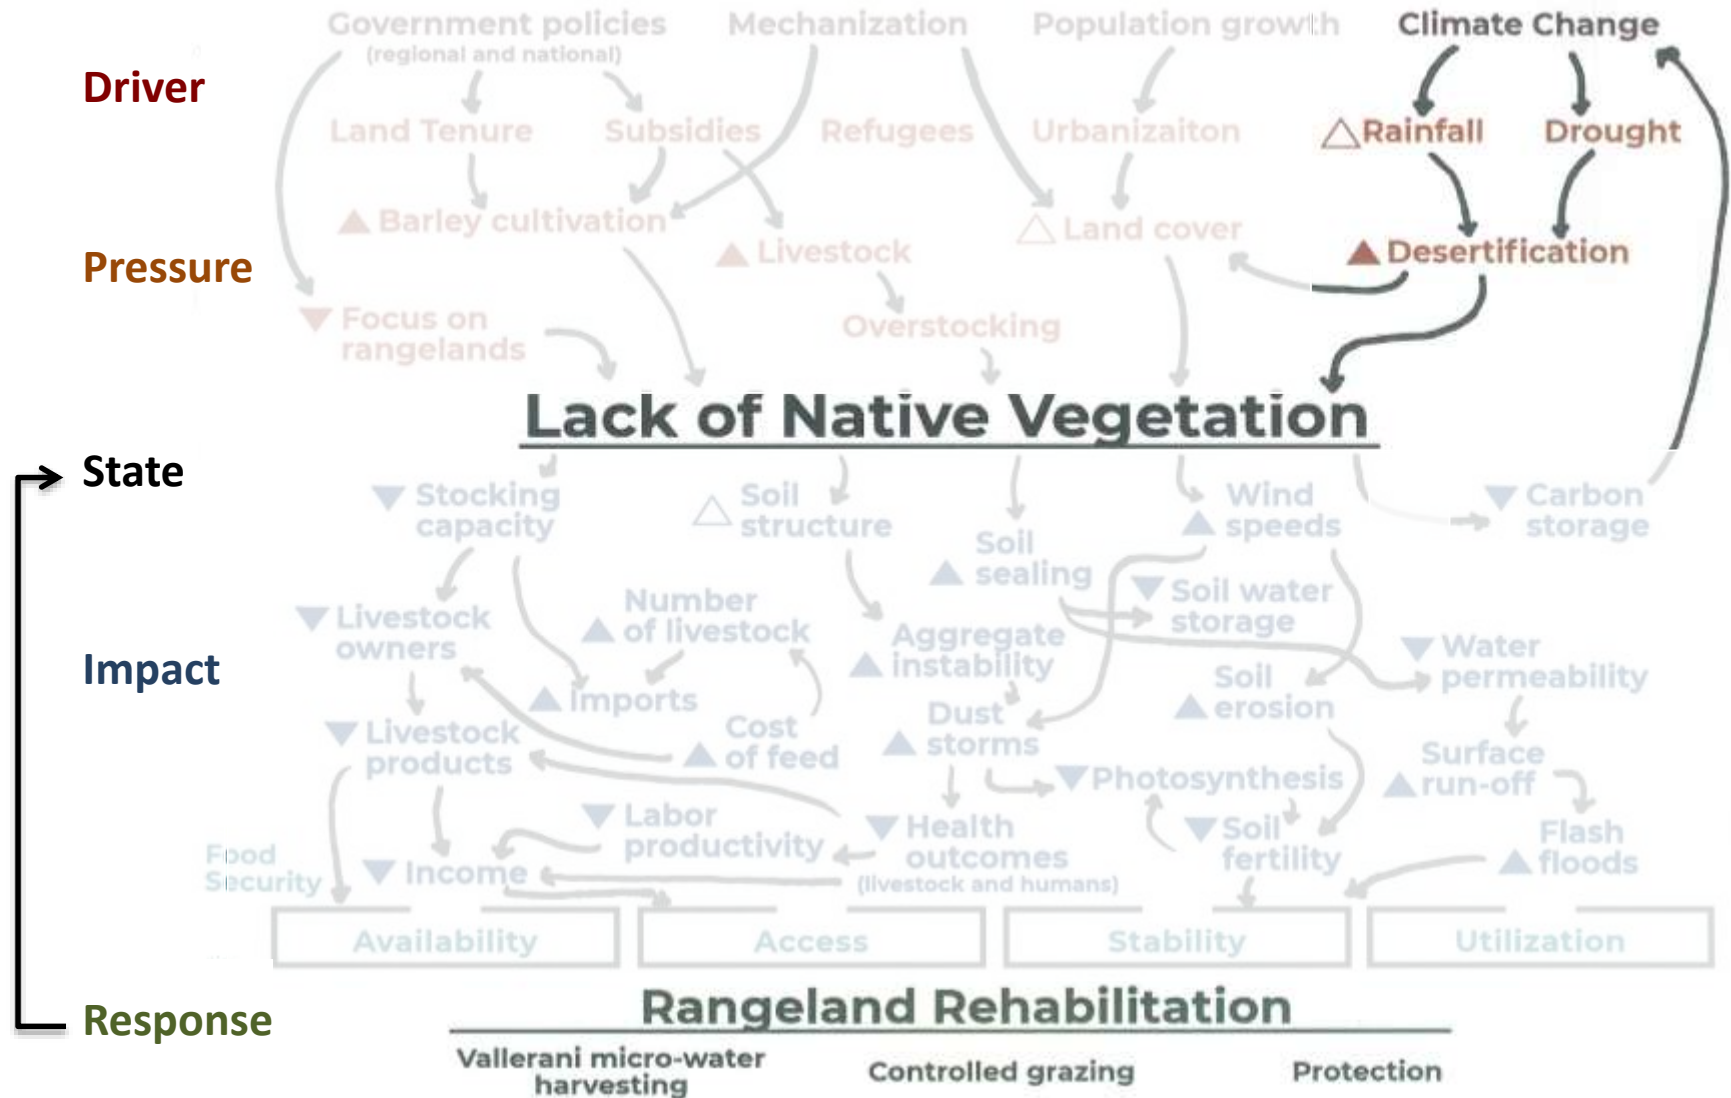 Government policies
(regional and national)
Mechanization
Population growth
Climate Change
Driver
Land Tenure
Subsidies
Refugees
Urbanizaiton
Rainfall
Drought
Barley cultivation
Livestock
Land cover
Desertification
Pressure
Focus on
rangelands
Overstocking
Lack of Native Vegetation
State
Stocking
capacity
Soil
structure
Soil
sealing
Wind
speeds
Carbon
storage
Livestock
owners
Number
of livestock
Aggregate
instability
Soil water
storage
Water
permeability
Impact
Imports
Soil
erosion
Livestock
products
Cost
of feed
Dust
storms
Photosynthesis
Surface
run-off
Labor
productivity
Health
outcomes
(livestock and humans)
Soil
fertility
Flash
floods
Food
Security
Income
Availability
Access
Stability
Utilization
Response
Rangeland Rehabilitation
Vallerani micro-water
harvesting
Controlled grazing
Protection